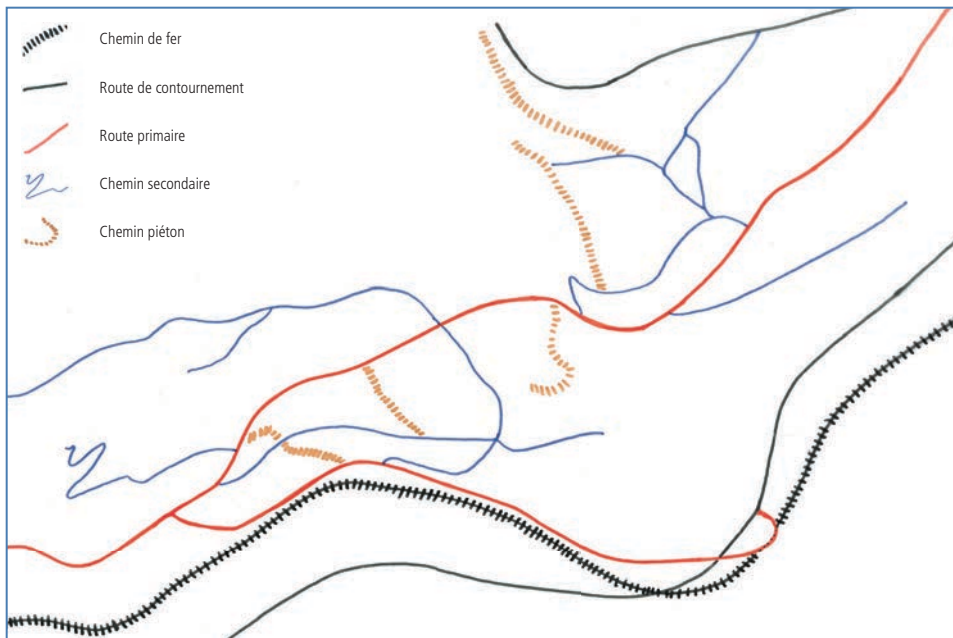 Chemin de fer
Route de contournement
Route primaire
Chemin secondaire
Chemin piéton